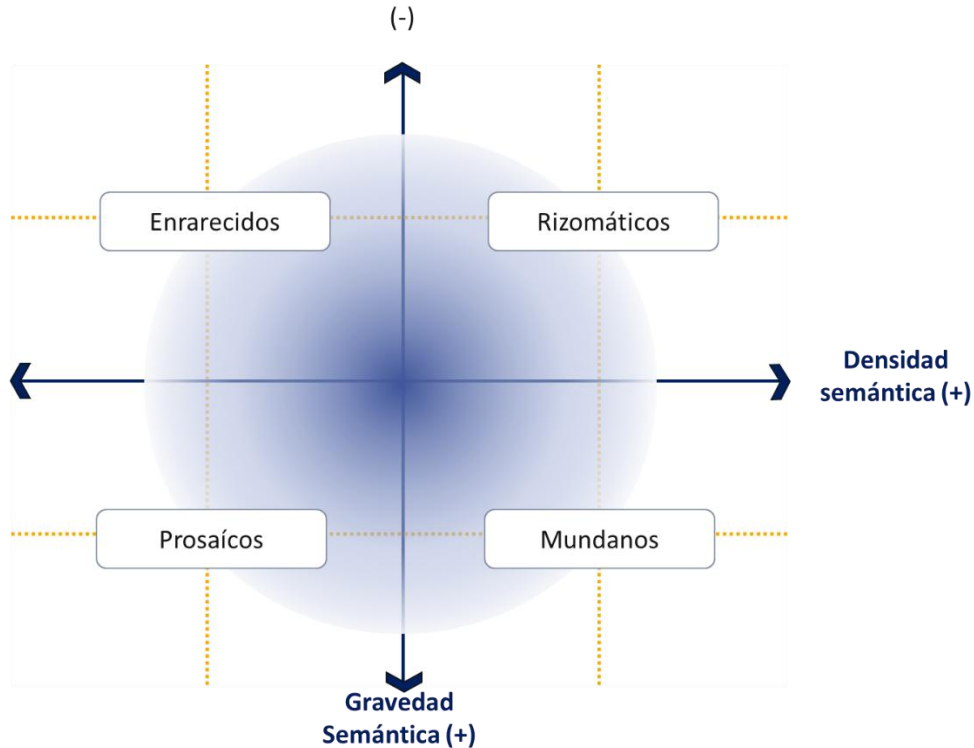 (-)
Enrarecidos
Rizomáticos
Densidad
semántica (+)
Prosaícos
Mundanos
Gravedad
Semántica (+)